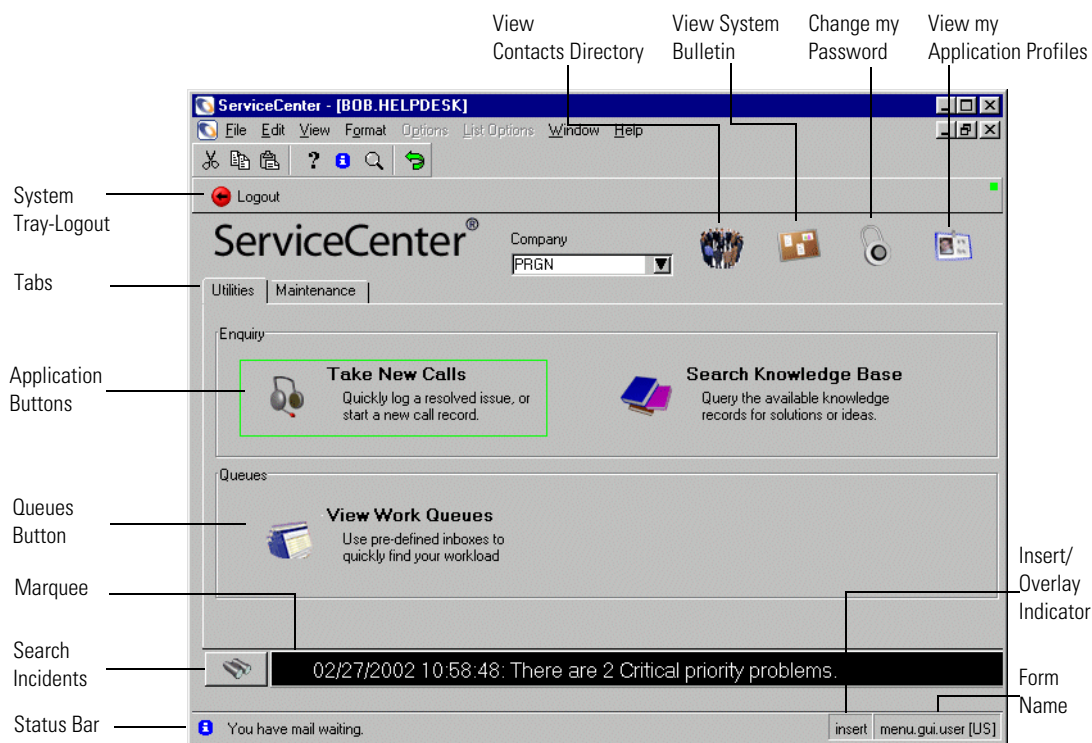 View
Contacts Directory
View System
Bulletin
Change my
Password
View my
Application Profiles
ServiceCenter - [BOB.HELPDESK]
File Edit View Format Options List Options Window Help
System
Tray-Logout
Logout
ServiceCenter®
Company
PRGN
Tabs
Utilities Maintenance
Enquiry
Application
Buttons
Take New Calls
Quickly log a resolved issue, or
start a new call record.
Search Knowledge Base
Query the available knowledge
records for solutions or ideas.
Queues
Queues
Button
View Work Queues
Use pre-defined inboxes to
quickly find your workload
Insert/
Overlay
Indicator
Marquee
Search
Incidents
02/27/2002 10:58:48: There are 2 Critical priority problems.
Form
Name
Status Bar
You have mail waiting.
insert menu.gui.user [US]